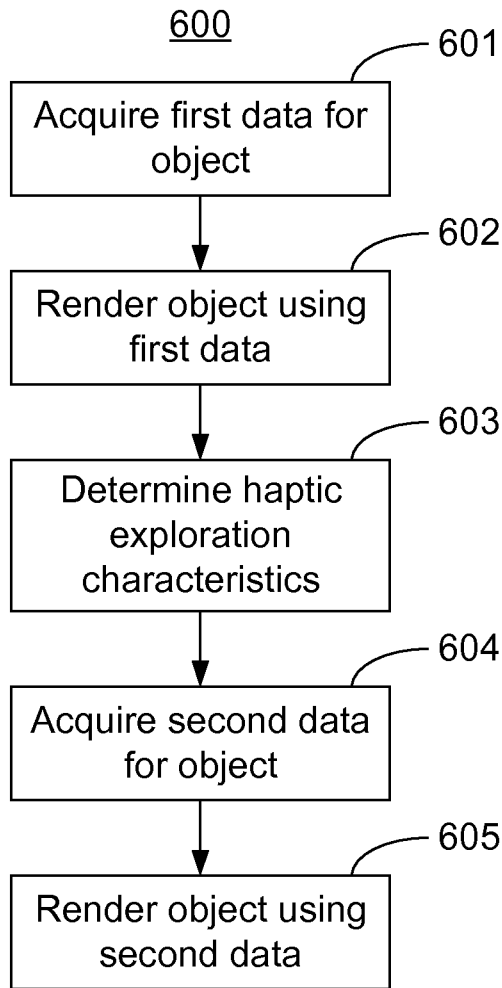 600
601
Acquire first data for
object
602
Render object using
first data
603
Determine haptic
exploration
characteristics
604
Acquire second data
for object
605
Render object using
second data